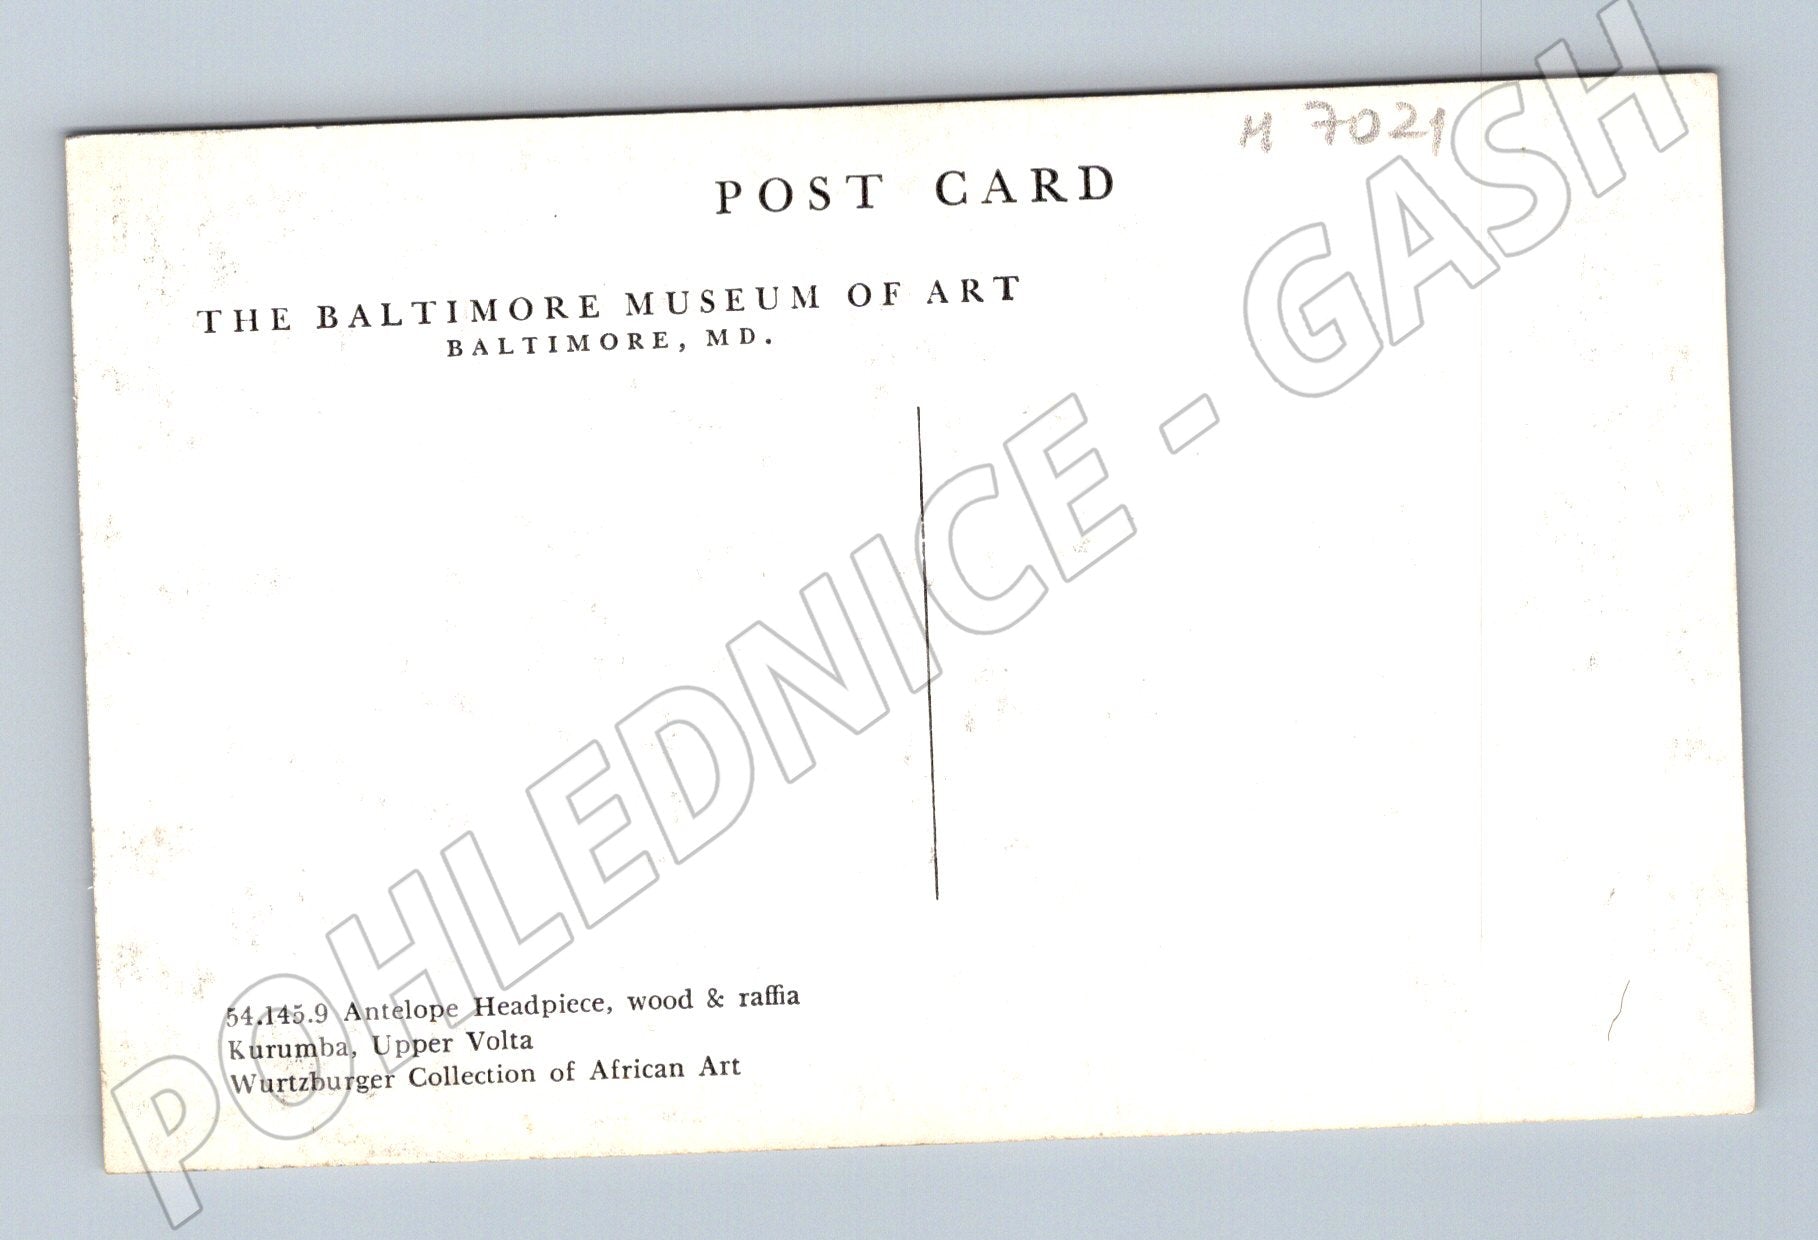 M 7021
POST CARD
THE BALTIMORE MUSEUM OF ART
BALTIMORE, MD.
POHLEDNICE - GASH
54.145.9 Antelope Headpiece, wood & raffia
Kurumba, Upper Volta
Wurtzburger Collection of African Art